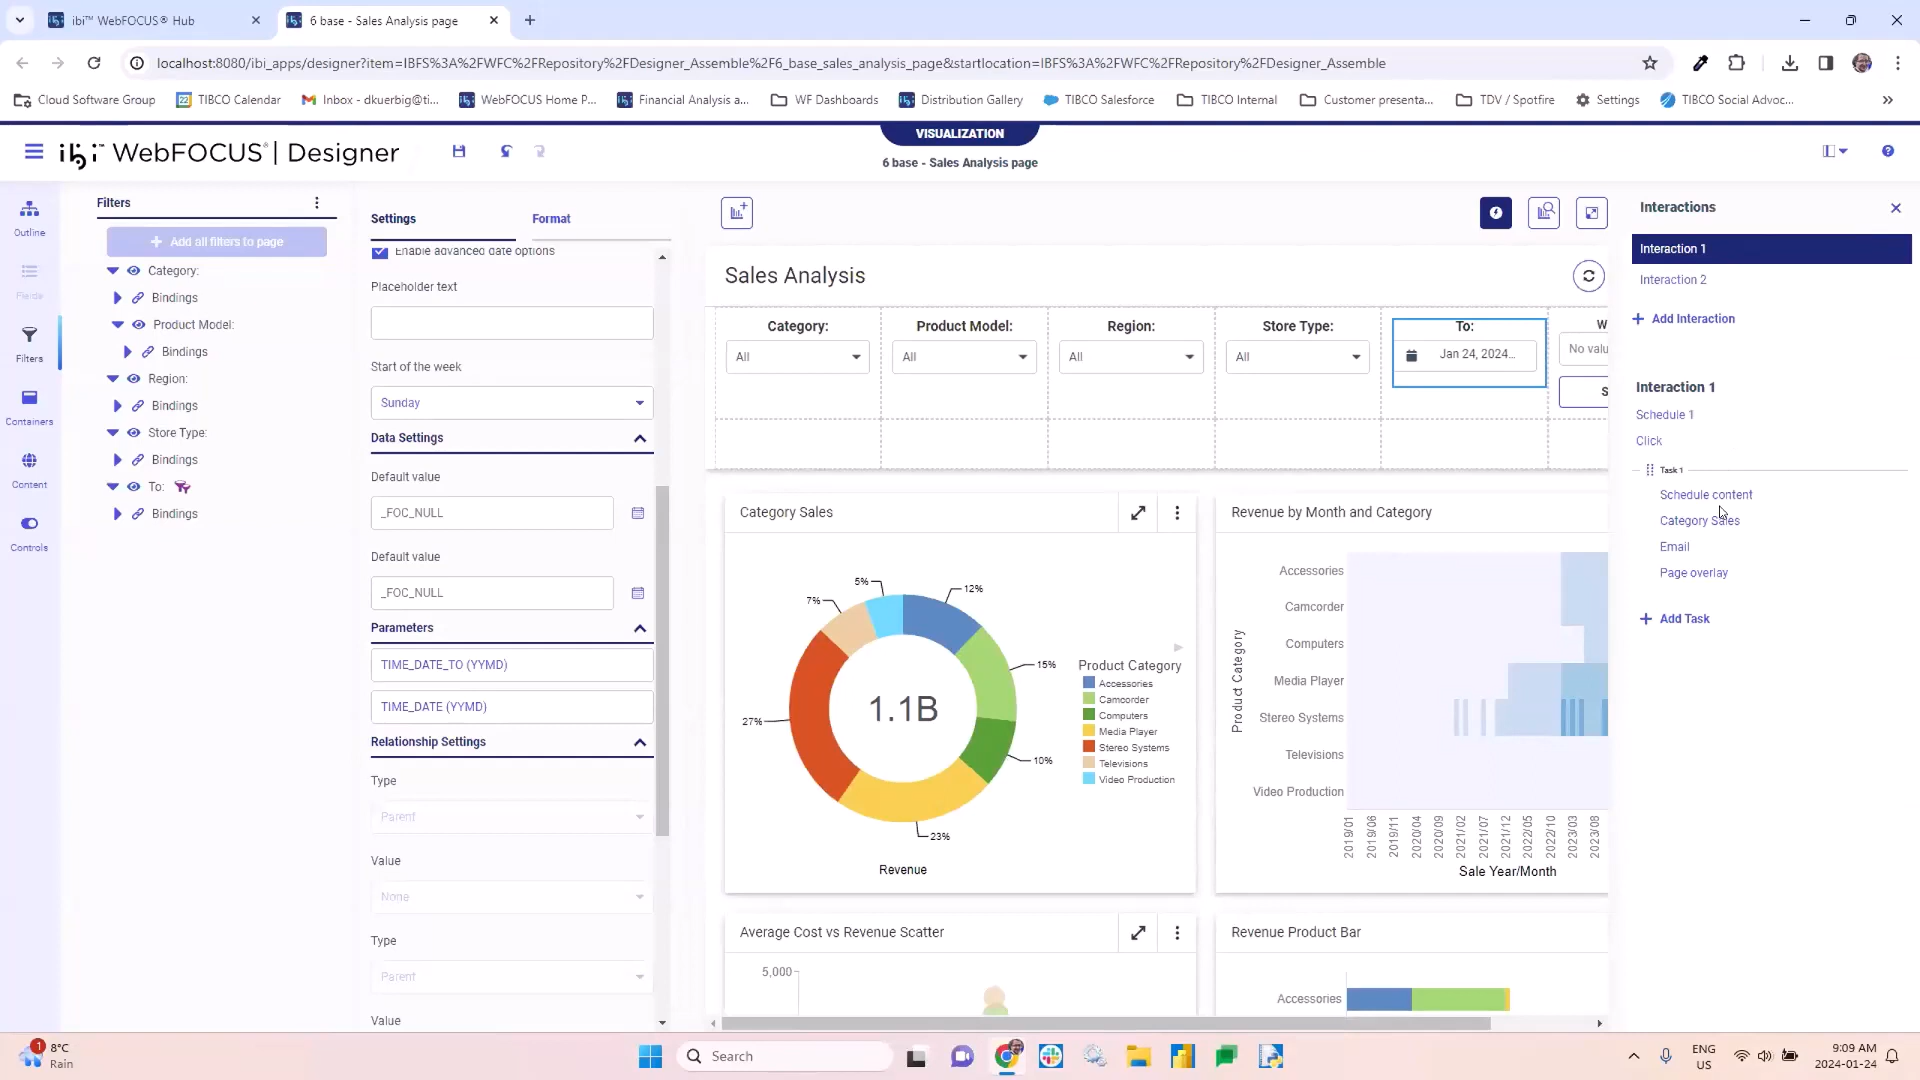 ibi™ WebFOCUS® Hub
6 base - Sales Analysis page
localhost:8080/ibi_apps/designer?item=IBFS%3A%2FWFC%2FRepository%2FDesigner_Assemble%2F6_base_sales_analysis_page&startlocation=IBFS%3A%2FWFC%2FRepository%2FDesigner_Assemble
Cloud Software Group
TIBCO Calendar
Inbox - dkuerbig@ti...
WebFOCUS Home P...
Financial Analysis a...
WF Dashboards
Distribution Gallery
TIBCO Salesforce
TIBCO Internal
Customer presenta...
TDV / Spotfire
Settings
TIBCO Social Advoc...
ibi™ WebFOCUS® | Designer
VISUALIZATION
6 base - Sales Analysis page
Outline
Fields
Filters
Containers
Content
Controls
Filters
Add all filters to page
Category:
Bindings
Product Model:
Bindings
Region:
Bindings
Store Type:
Bindings
To:
Bindings
Settings
Format
Enable advanced date options
Placeholder text
Start of the week
Sunday
Data Settings
Default value
_FOC_NULL
Default value
_FOC_NULL
Parameters
TIME_DATE_TO (YYMD)
TIME_DATE (YYMD)
Relationship Settings
Type
Parent
Value
None
Type
Parent
Value
Sales Analysis
Category:
All
Product Model:
All
Region:
All
Store Type:
All
To:
Jan 24, 2024...
W
No valu
S
Category Sales
5%
12%
7%
15%
27%
10%
23%
1.1B
Revenue
Product Category
Accessories
Camcorder
Computers
Media Player
Stereo Systems
Televisions
Video Production
Revenue by Month and Category
Product Category
Accessories
Camcorder
Computers
Media Player
Stereo Systems
Televisions
Video Production
2019/01
2019/06
2019/11
2020/04
2020/09
2021/02
2021/07
2021/12
2022/05
2022/10
2023/03
2023/08
Sale Year/Month
Average Cost vs Revenue Scatter
5,000
Revenue Product Bar
Accessories
Interactions
Interaction 1
Interaction 2
Add Interaction
Interaction 1
Schedule 1
Click
Task 1
Schedule content
Category Sales
Email
Page overlay
Add Task
1
8°C
Rain
Search
ENG
US
9:09 AM
2024-01-24